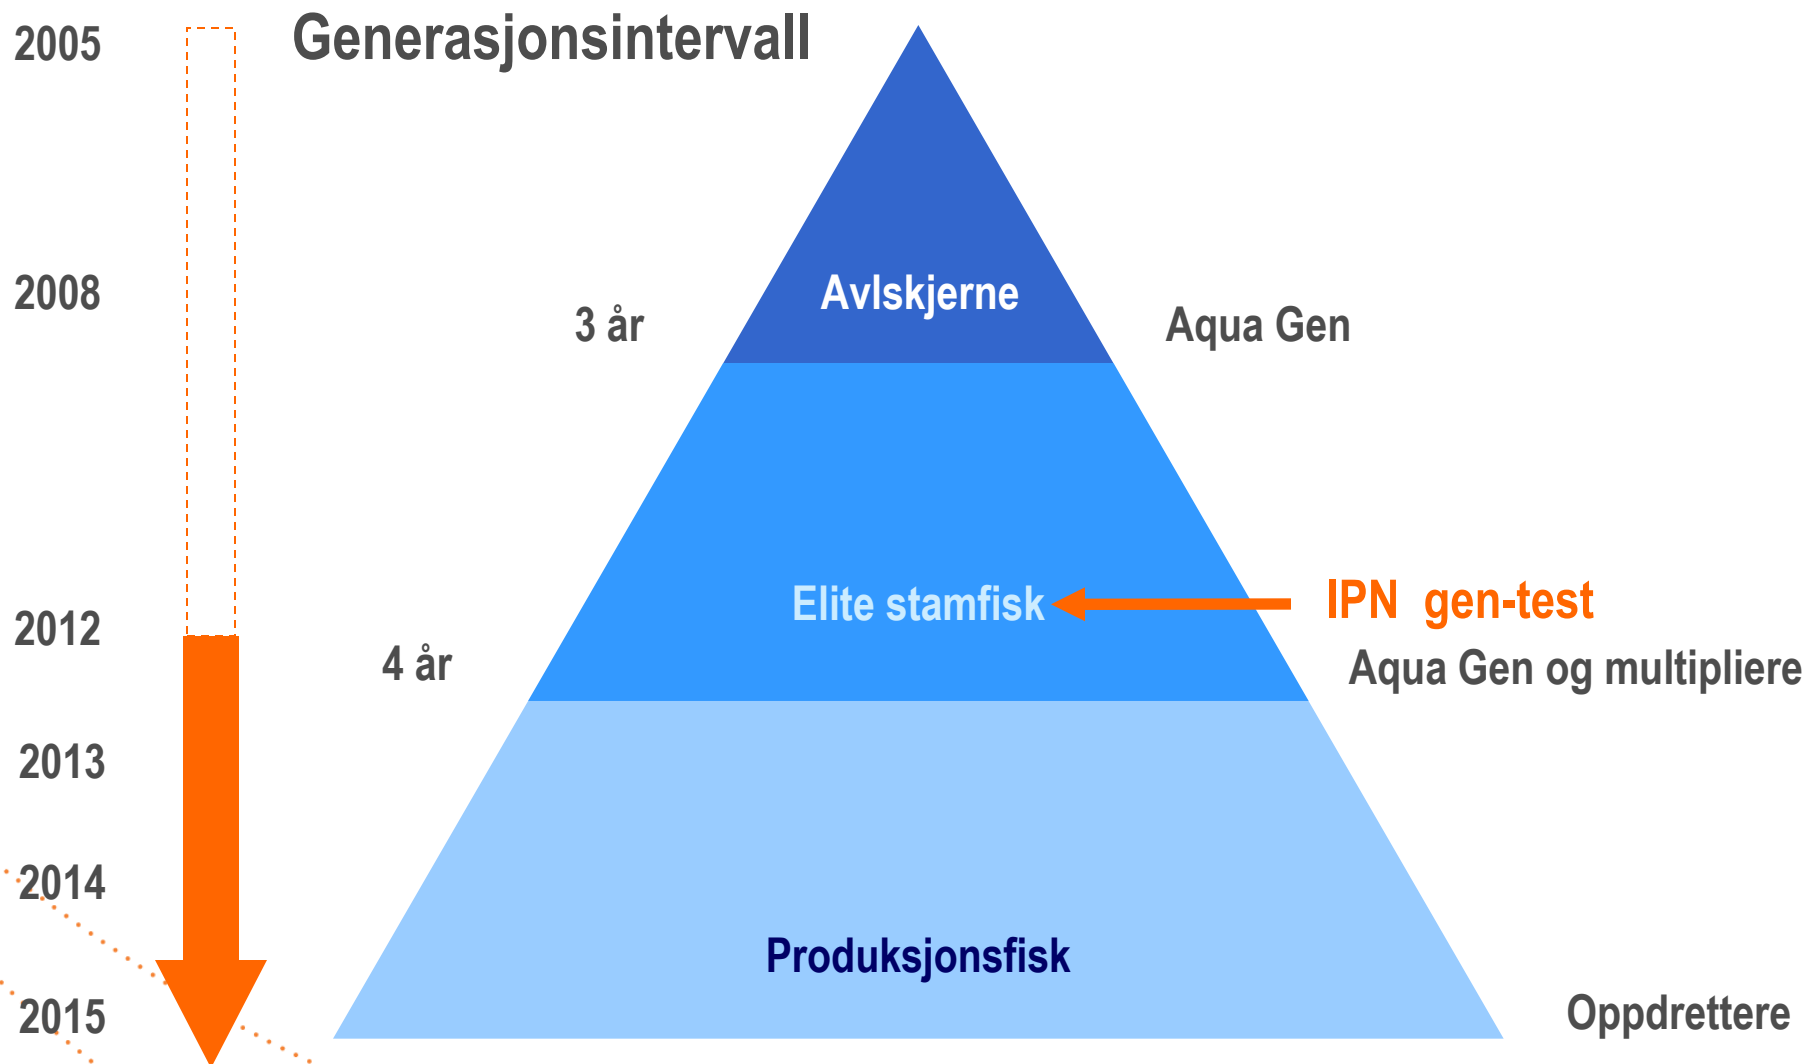 2005
Generasjonsintervall
2008
Avlskjerne
3 år
Aqua Gen
Elite stamfisk
IPN gen-test
2012
4 år
Aqua Gen og multipliere
2013
2014
Produksjonsfisk
2015
Oppdrettere